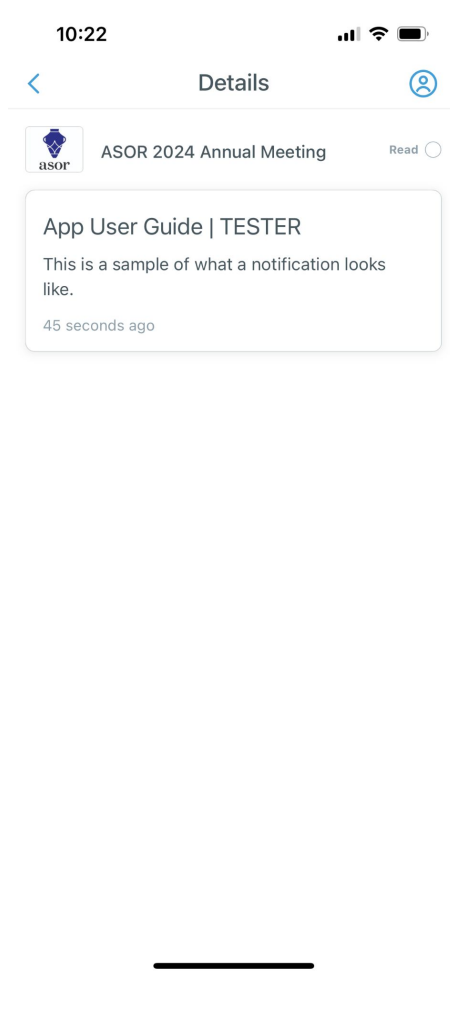 10:22
Details
asor
ASOR 2024 Annual Meeting
Read
App User Guide | TESTER
This is a sample of what a notification looks
like.
45 seconds ago